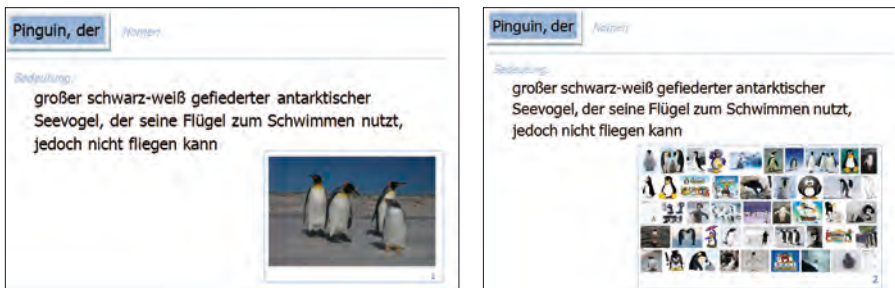 Pinguin, der
Nomen
Bedeutung:
großer schwarz-weiß gefiederter antarktischer
Seevogel, der seine Flügel zum Schwimmen nutzt,
jedoch nicht fliegen kann
1
Pinguin, der
Nomen
Bedeutung:
großer schwarz-weiß gefiederter antarktischer
Seevogel, der seine Flügel zum Schwimmen nutzt,
jedoch nicht fliegen kann
2